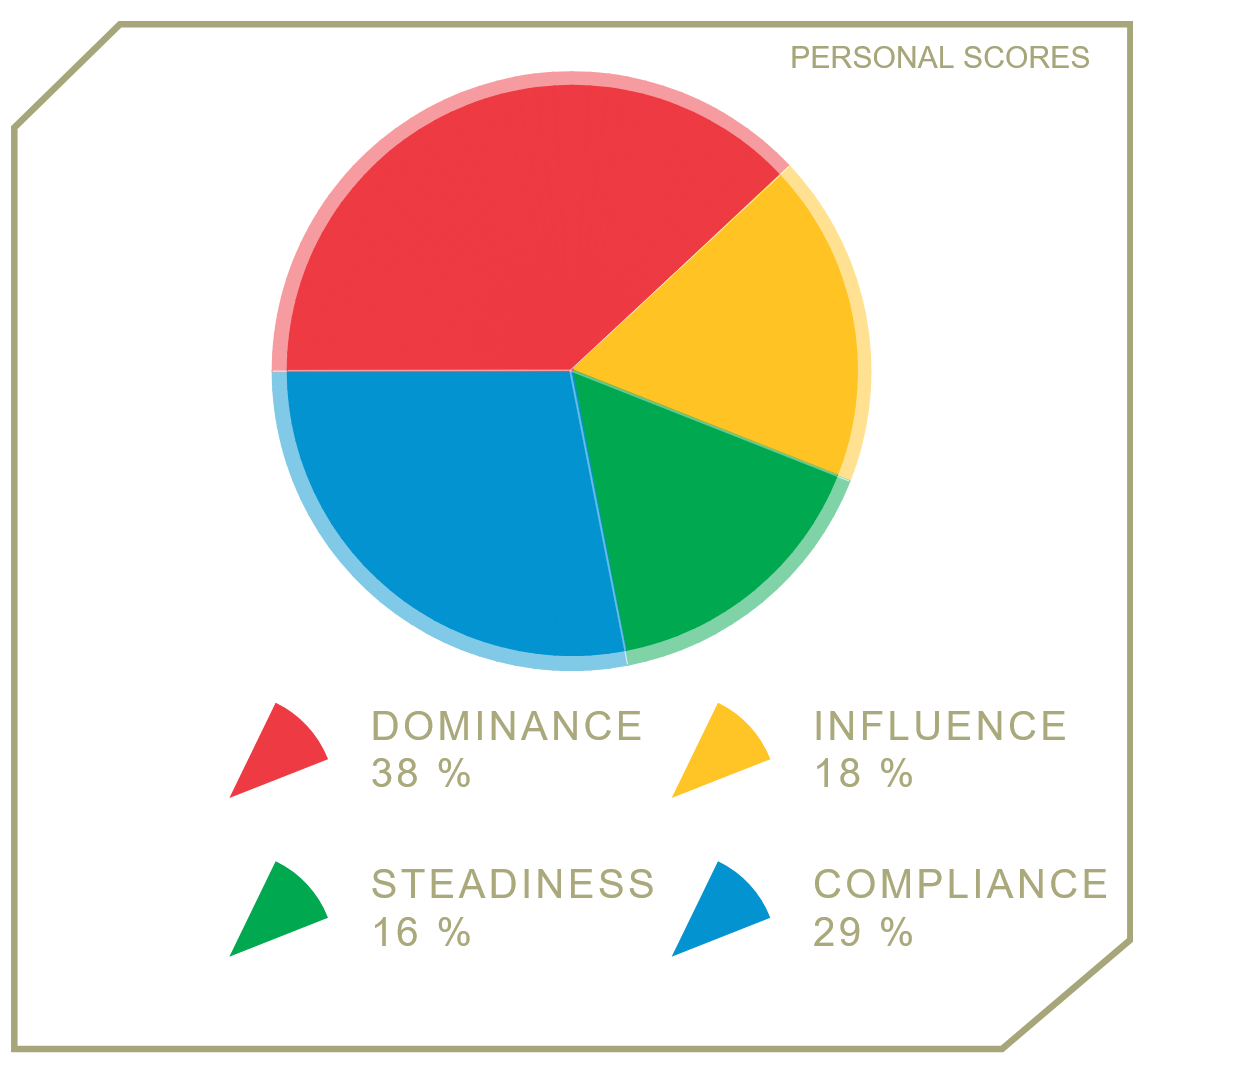 PERSONAL SCORES
DOMINANCE
38 %
INFLUENCE
18 %
STEADINESS
16 %
COMPLIANCE
29 %